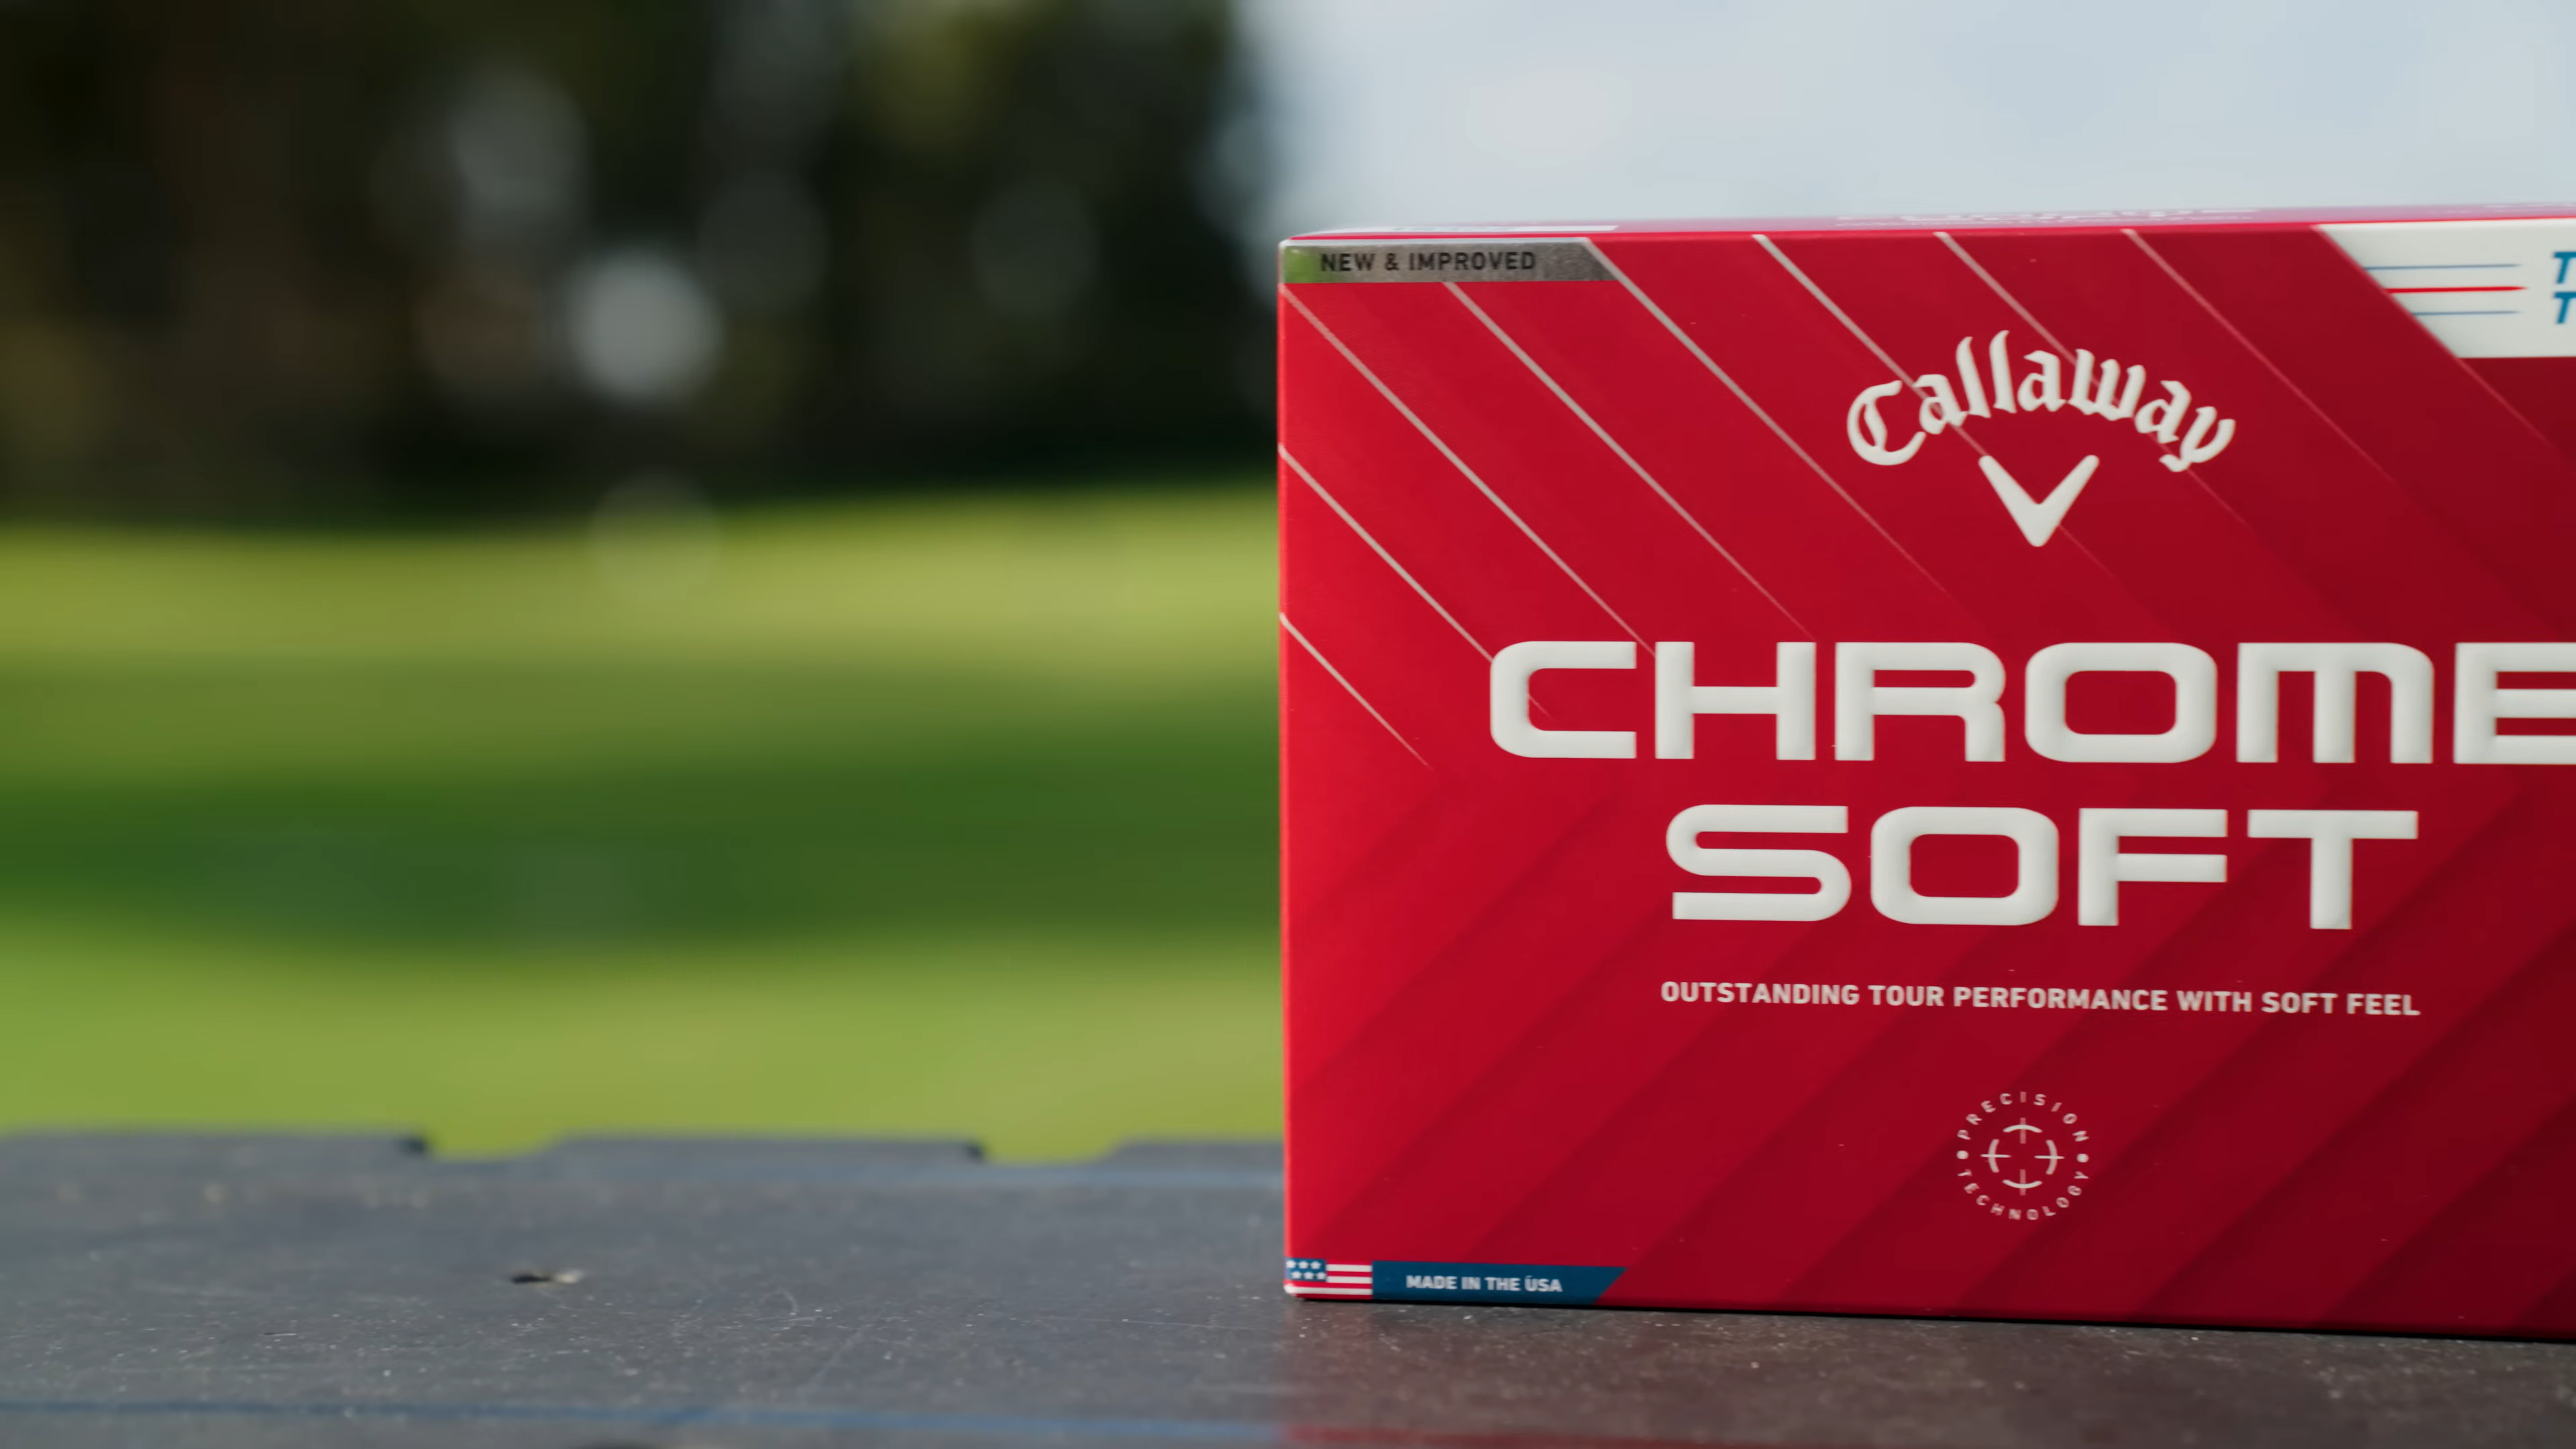 NEW & IMPROVED
Callaway
CHROME
SOFT
OUTSTANDING TOUR PERFORMANCE WITH SOFT FEEL
PRECISION
TECHNOLOGY
MADE IN THE USA